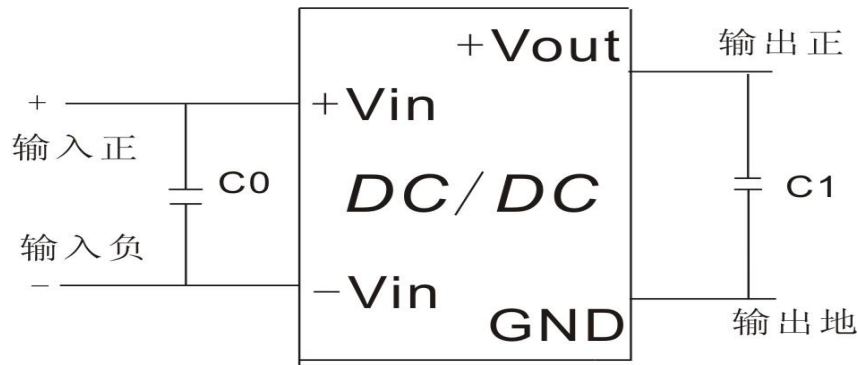 +Vout
输出正
+
+Vin
输入正
C0
DC/DC
C1
输入负
−
−Vin
GND
输出地